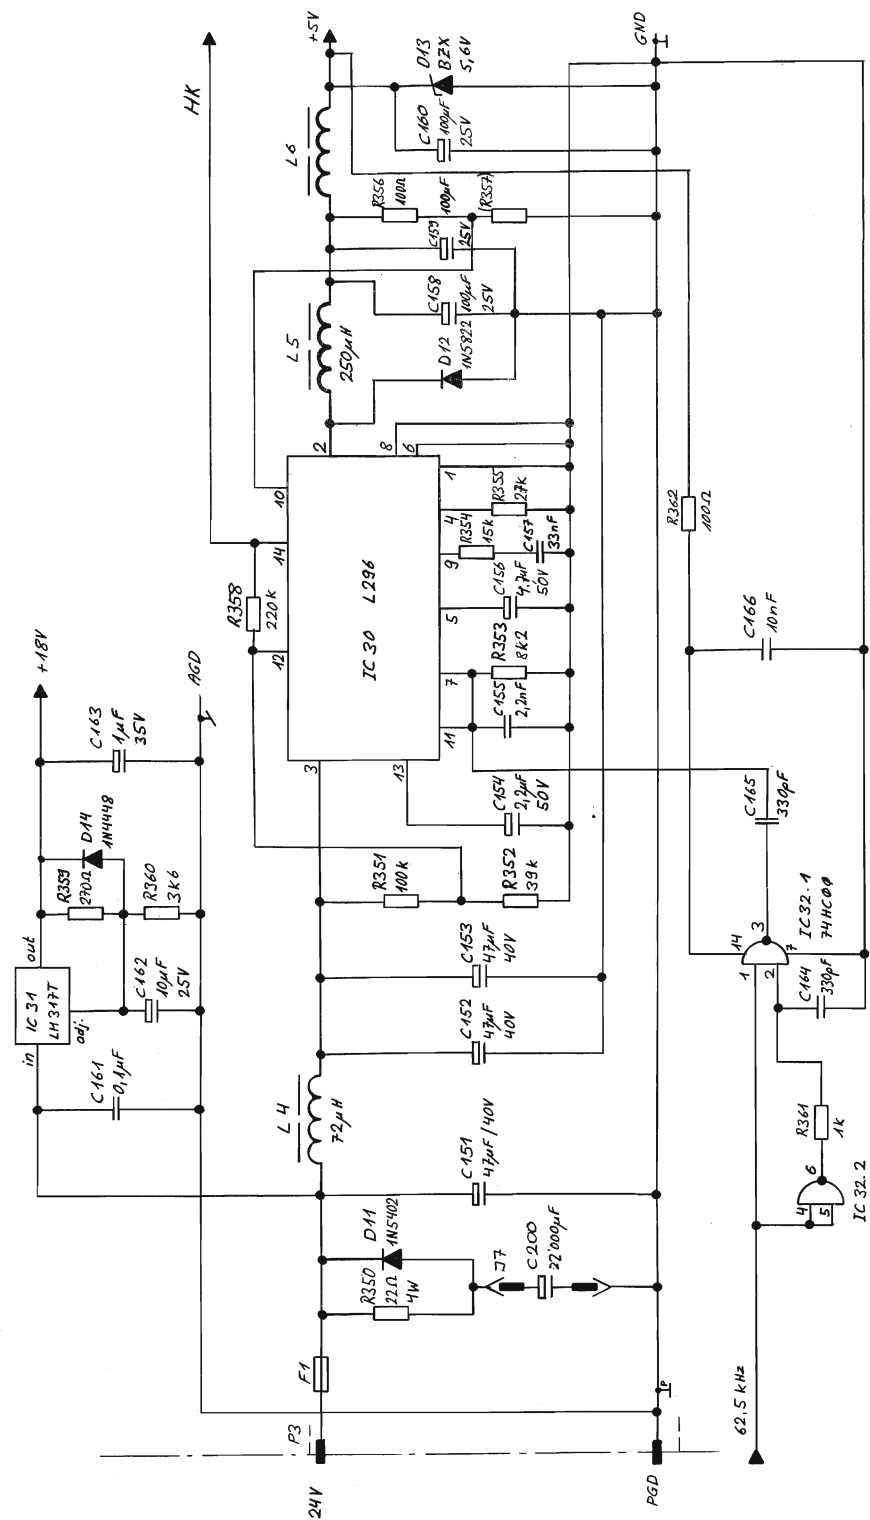 +18V
C163
1µF
35V
D14
1N4448
R359
270Ω
R360
3k6
out
IC 31
LM 317T
in
adj.
C162
10µF
25V
C161
0,1µF
AGD
HK
+5V
L6
D13
BZX
5,6V
C160
100µF
25V
R356
100Ω
(R357)
C159
100µF
25V
C158
100µF
25V
L5
250µH
D12
1N5822
GND
2
8
6
10
14
12
3
13
11
7
5
9
4
1
IC 30 L296
R358
220k
R355
27k
R354
15k
C157
33nF
C156
4,7µF
50V
R353
8k2
C155
2,2nF
C154
2,2µF
50V
R351
100k
R352
39k
C153
47µF
40V
C152
47µF
40V
L4
72µH
C151
47µF/40V
D11
1N5402
R350
22Ω
4W
J7
C200
22'000µF
F1
P3
24V
PGD
P
R362
100Ω
C166
10nF
C165
330pF
IC32.1
74HC00
14
3
1
2
7
C164
330pF
R361
1k
6
4
5
IC 32.2
62,5 kHz